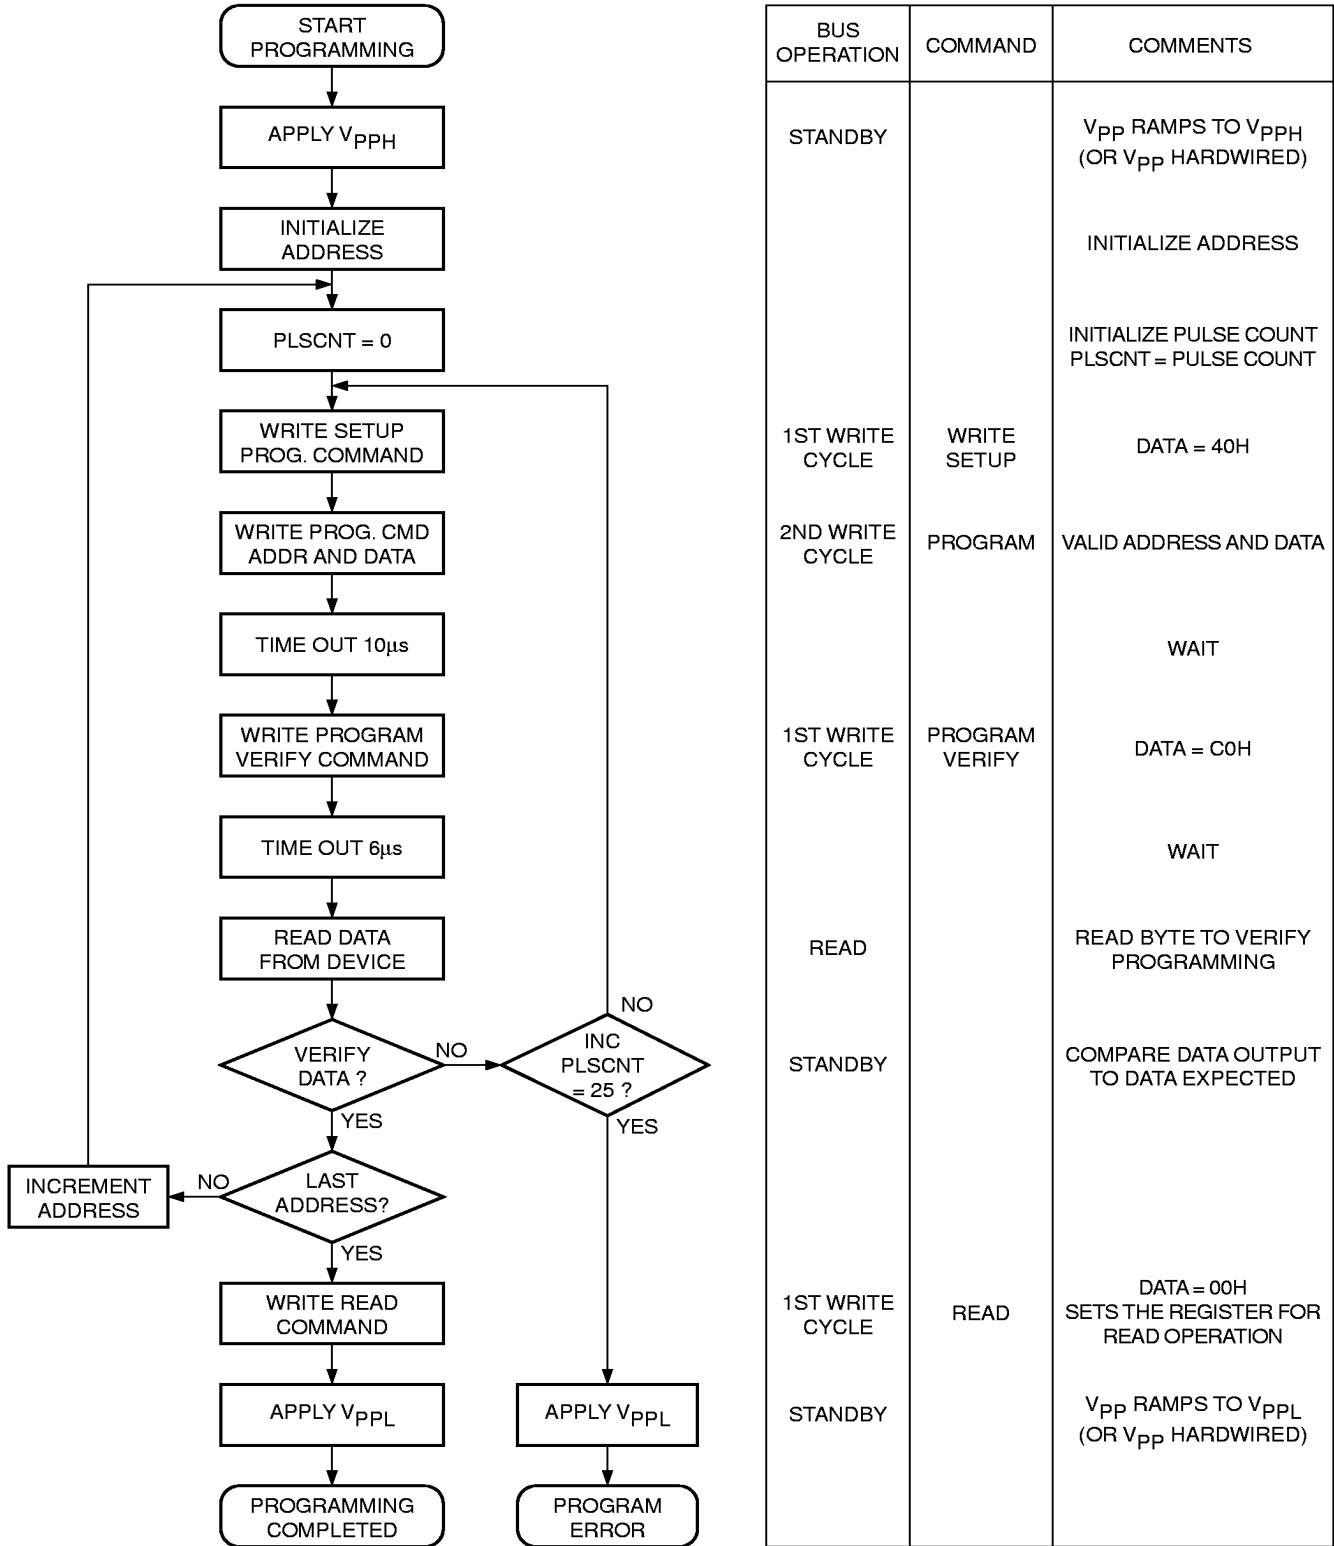 START
PROGRAMMING
APPLY VPPH
INITIALIZE
ADDRESS
PLSCNT = 0
WRITE SETUP
PROG. COMMAND
WRITE PROG. CMD
ADDR AND DATA
TIME OUT 10µs
WRITE PROGRAM
VERIFY COMMAND
TIME OUT 6µs
READ DATA
FROM DEVICE
VERIFY
DATA ?
NO
YES
INC
PLSCNT
= 25 ?
NO
YES
LAST
ADDRESS?
NO
YES
INCREMENT
ADDRESS
WRITE READ
COMMAND
APPLY VPPL
APPLY VPPL
PROGRAMMING
COMPLETED
PROGRAM
ERROR
BUS
OPERATION
COMMAND
COMMENTS
STANDBY
VPP RAMPS TO VPPH
(OR VPP HARDWIRED)
INITIALIZE ADDRESS
INITIALIZE PULSE COUNT
PLSCNT = PULSE COUNT
1ST WRITE
CYCLE
WRITE
SETUP
DATA = 40H
2ND WRITE
CYCLE
PROGRAM
VALID ADDRESS AND DATA
WAIT
1ST WRITE
CYCLE
PROGRAM
VERIFY
DATA = C0H
WAIT
READ
READ BYTE TO VERIFY
PROGRAMMING
STANDBY
COMPARE DATA OUTPUT
TO DATA EXPECTED
1ST WRITE
CYCLE
READ
DATA = 00H
SETS THE REGISTER FOR
READ OPERATION
STANDBY
VPP RAMPS TO VPPL
(OR VPP HARDWIRED)